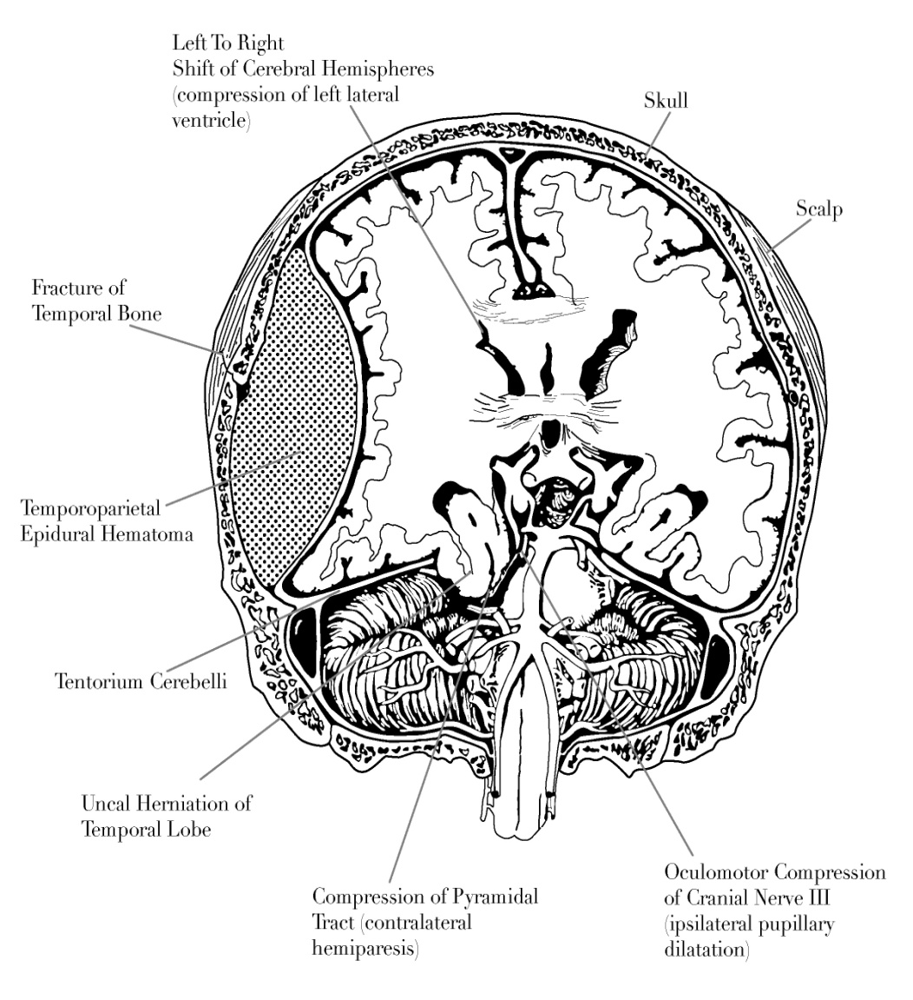 Left To Right
Shift of Cerebral Hemispheres
(compression of left lateral
ventricle)
Skull
Scalp
Fracture of
Temporal Bone
Temporoparietal
Epidural Hematoma
Tentorium Cerebelli
Uncal Herniation of
Temporal Lobe
Compression of Pyramidal
Tract (contralateral
hemiparesis)
Oculomotor Compression
of Cranial Nerve III
(ipsilateral pupillary
dilatation)